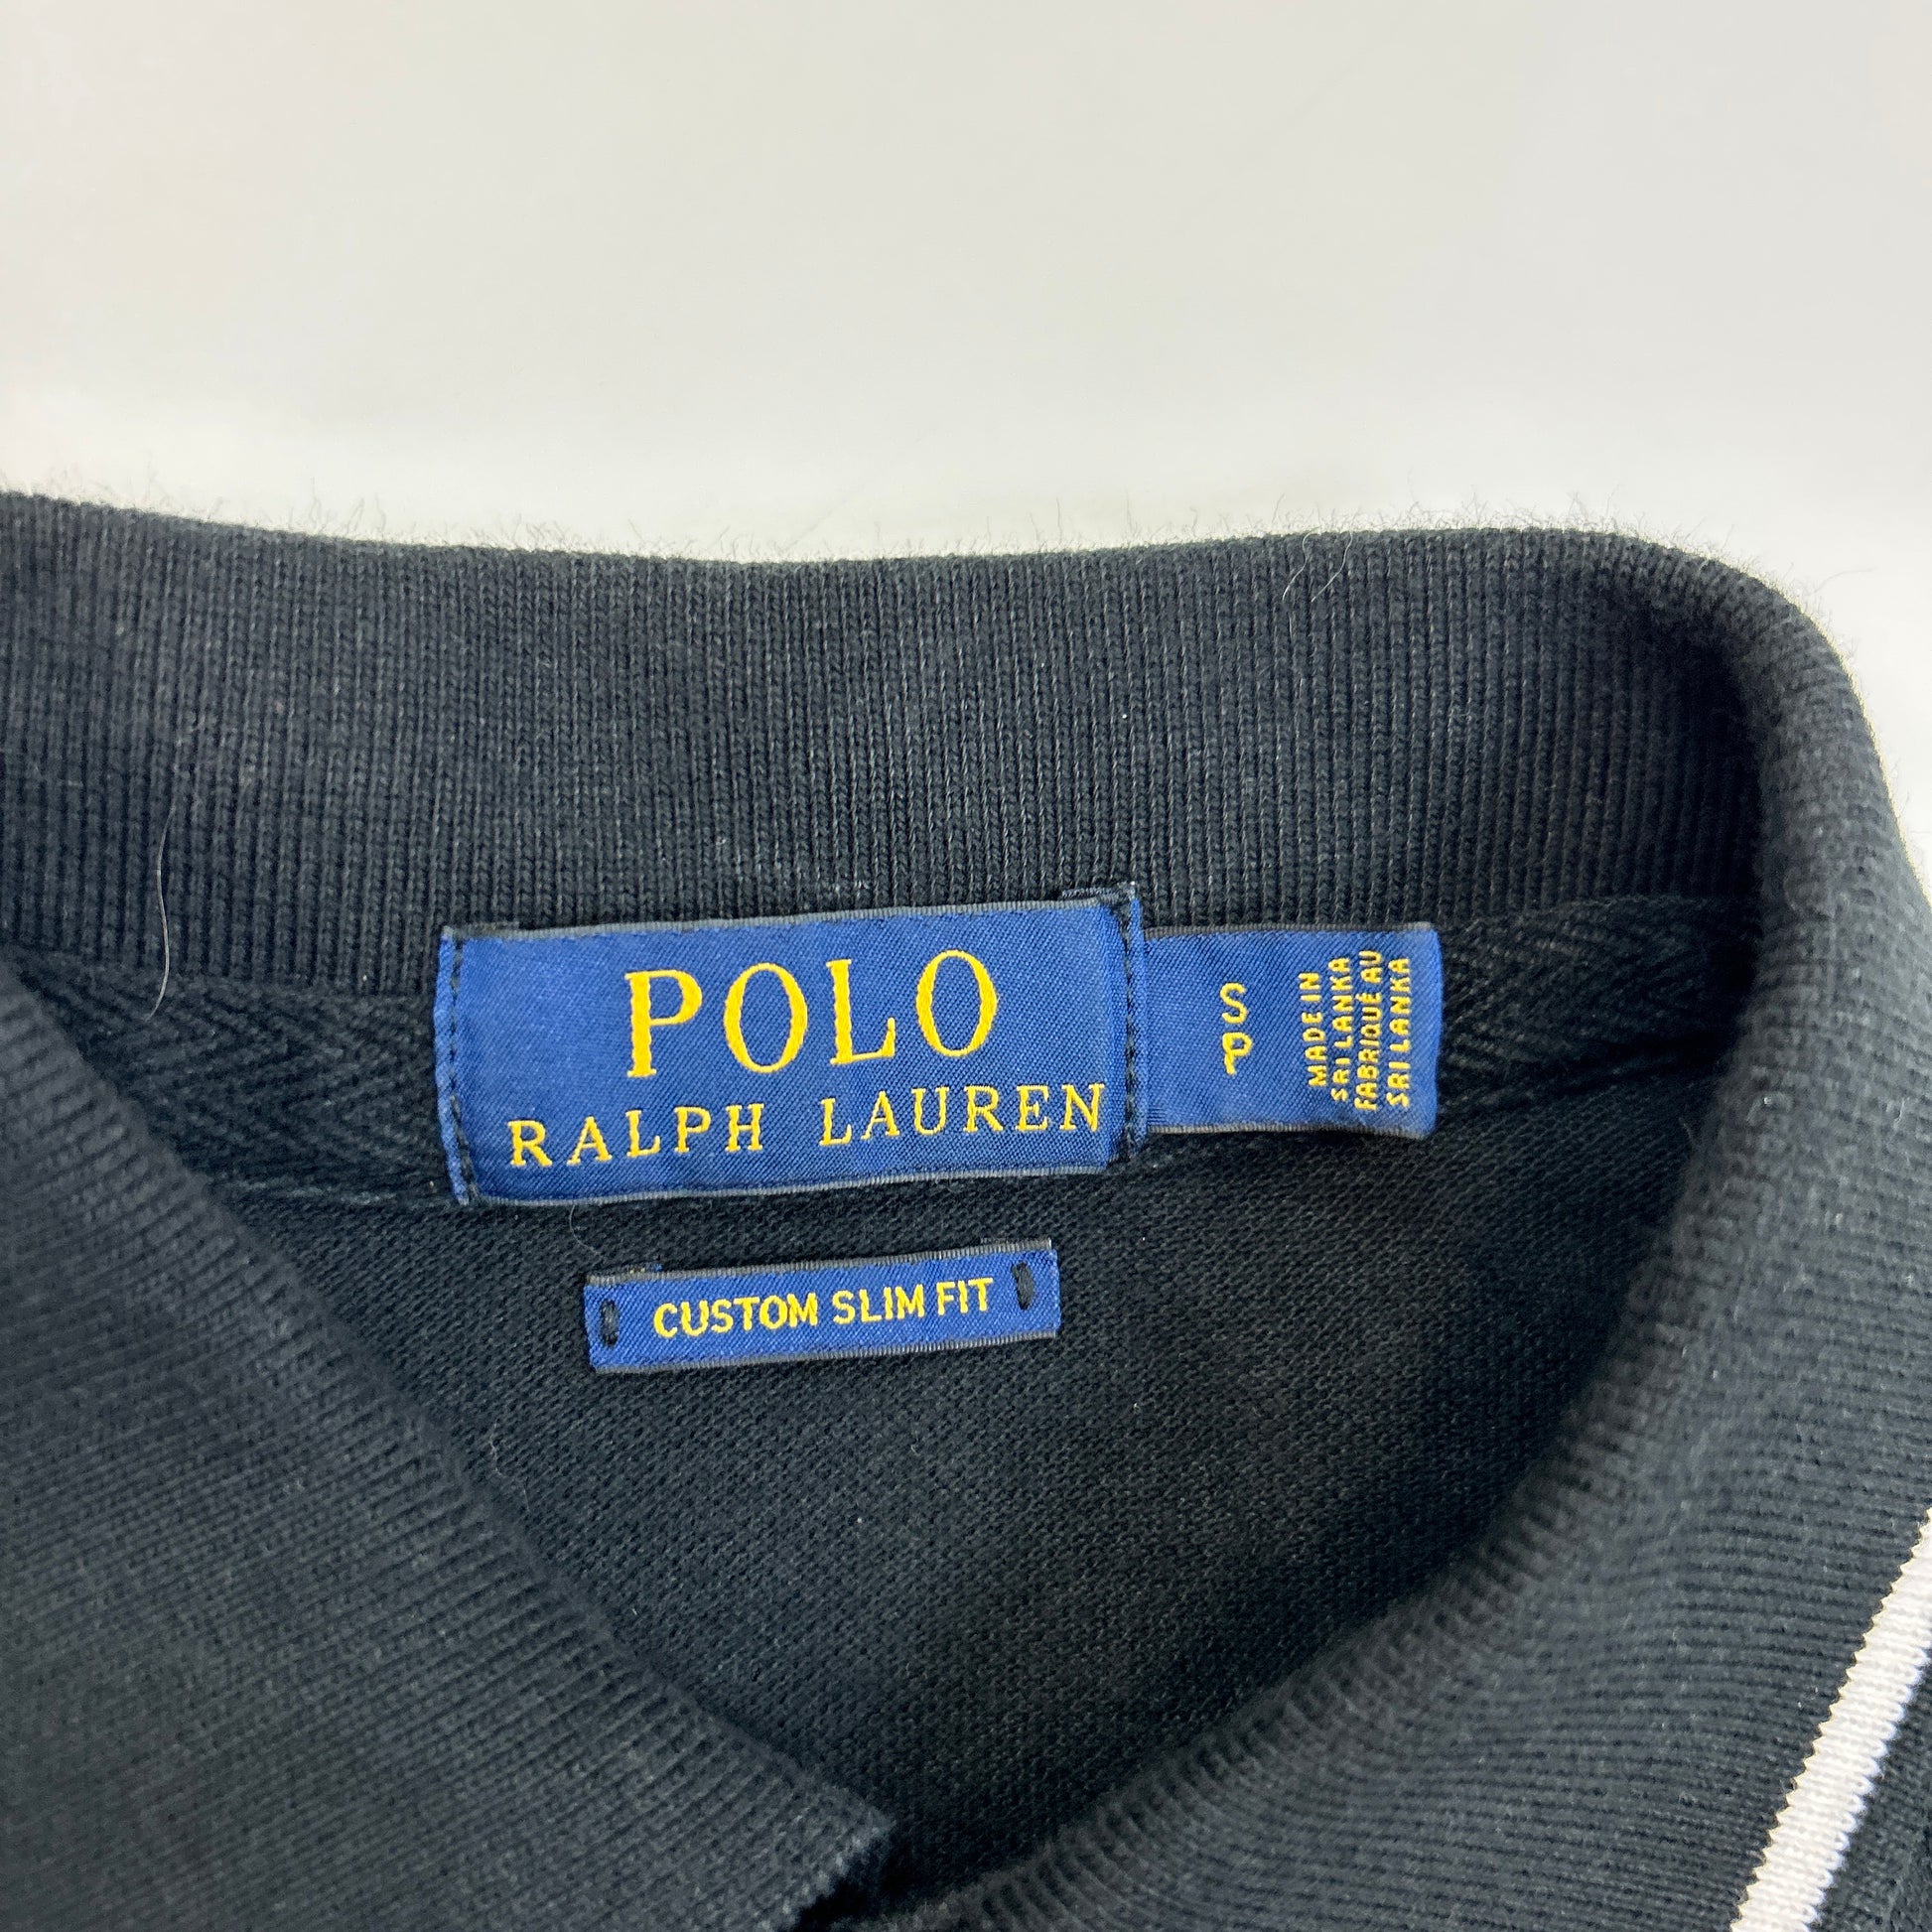 POLO
RALPH LAUREN
S
P
MADE IN
SRI LANKA
FABRIQUÉ AU
SRI LANKA
CUSTOM SLIM FIT